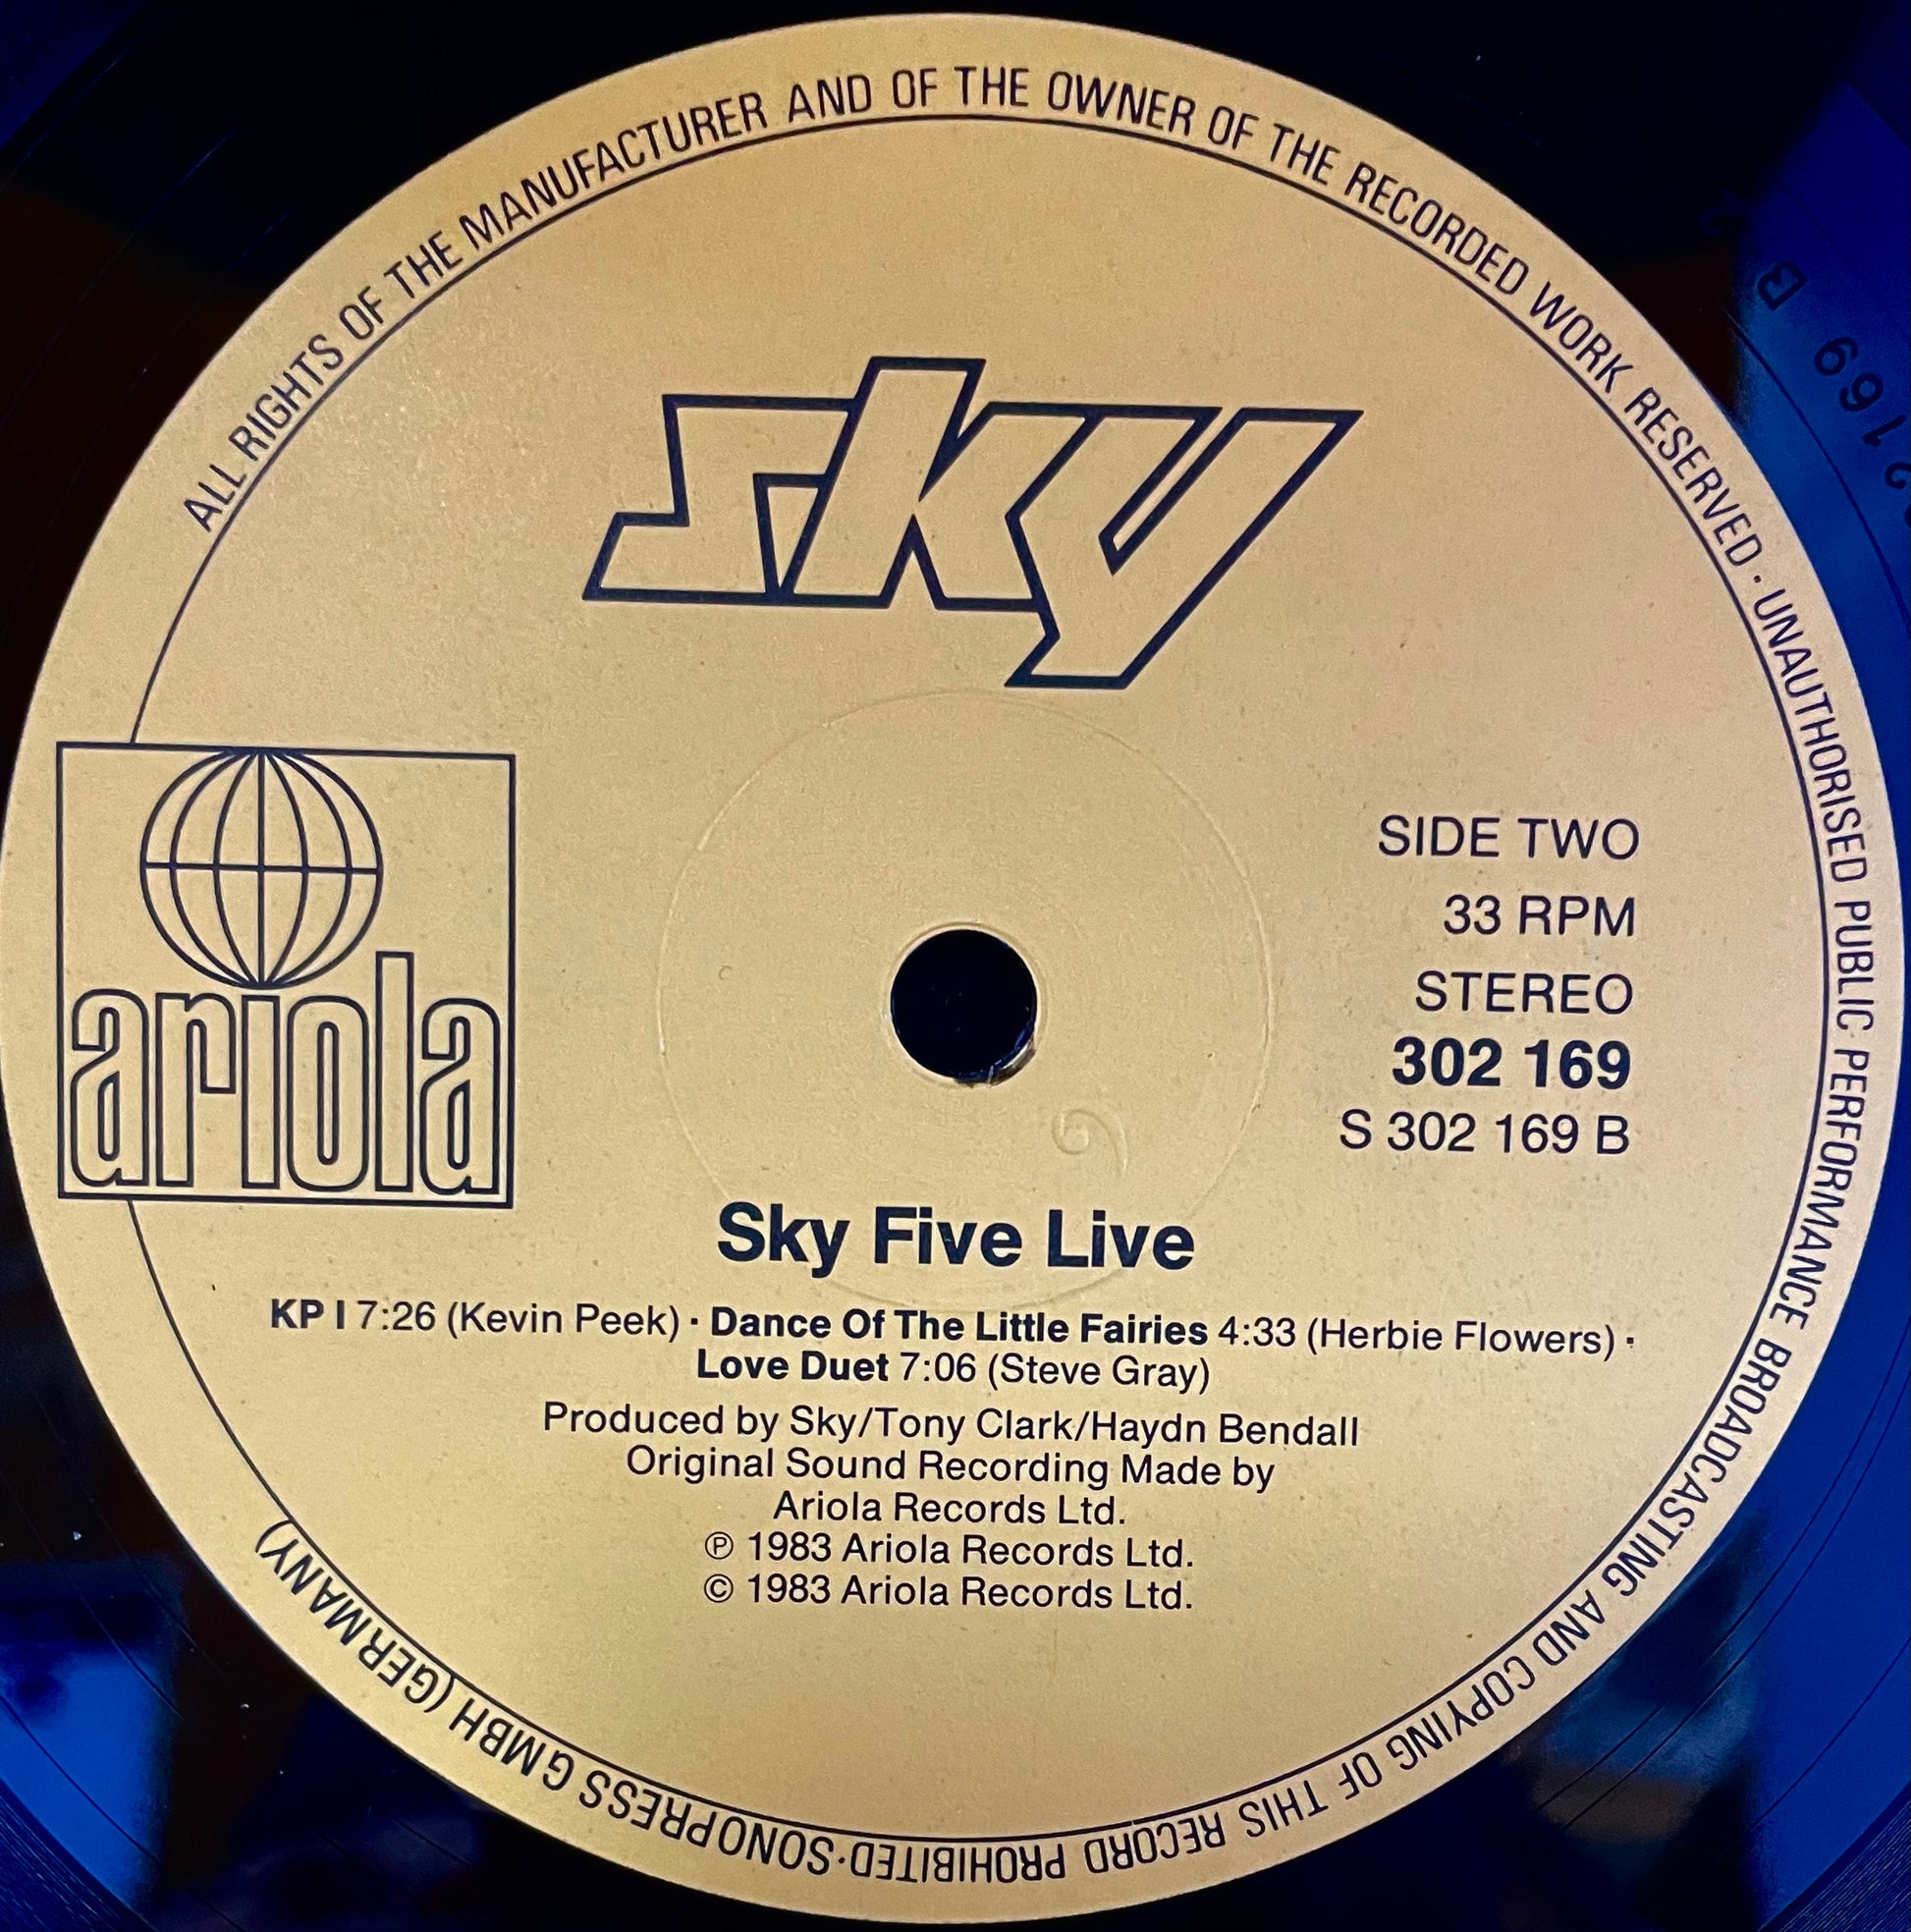 ALL RIGHTS OF THE MANUFACTURER AND OF THE OWNER OF THE RECORDED WORK RESERVED · UNAUTHORISED PUBLIC PERFORMANCE BROADCASTING AND COPYING OF THIS RECORD PROHIBITED·SONOPRESS GMBH (GERMANY)
sky
ariola
SIDE TWO
33 RPM
STEREO
302 169
S 302 169 B
Sky Five Live
KP I 7:26 (Kevin Peek) · Dance Of The Little Fairies 4:33 (Herbie Flowers) ·
Love Duet 7:06 (Steve Gray)
Produced by Sky/Tony Clark/Haydn Bendall
Original Sound Recording Made by
Ariola Records Ltd.
℗ 1983 Ariola Records Ltd.
© 1983 Ariola Records Ltd.
2 169 B